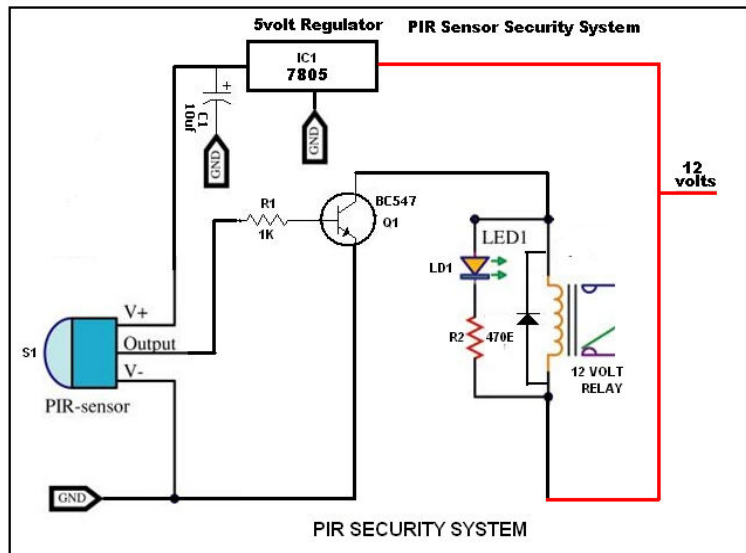 5volt Regulator
PIR Sensor Security System
IC1
7805
+
C1
10uf
GND
GND
12
volts
R1
1K
BC547
Q1
LED1
LD1
V+
S1
Output
V-
R2
470E
12 VOLT
RELAY
PIR-sensor
GND
PIR SECURITY SYSTEM